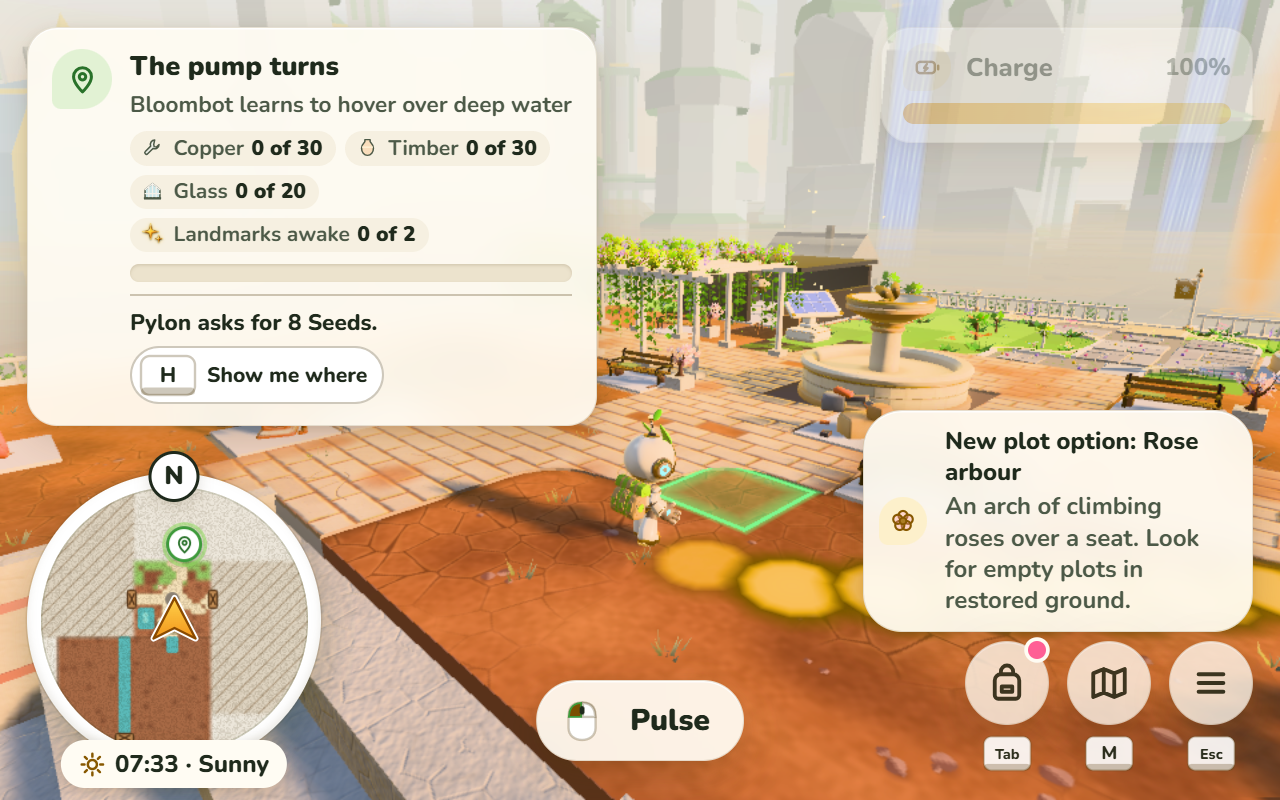 The pump turns
Bloombot learns to hover over deep water
Copper 0 of 30
Timber 0 of 30
Glass 0 of 20
Landmarks awake 0 of 2
Pylon asks for 8 Seeds.
H Show me where
Charge 100%
New plot option: Rose
arbour
An arch of climbing
roses over a seat. Look
for empty plots in
restored ground.
N
07:33 · Sunny
Pulse
Tab
M
Esc